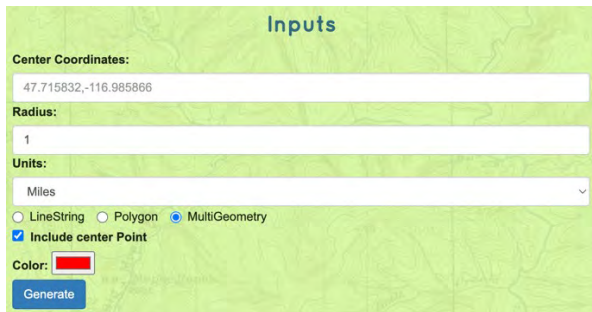 Inputs
Center Coordinates:
47.715832,-116.985866
Radius:
1
Units:
Miles
LineString Polygon MultiGeometry
Include center Point
Color:
Generate